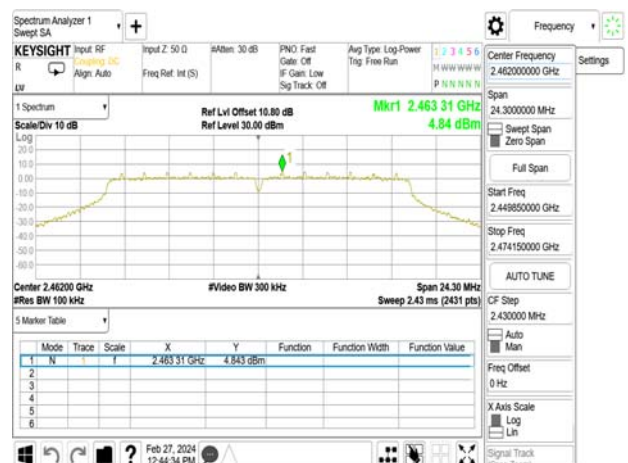 Spectrum Analyzer 1
Swept SA
+
Frequency
Settings
KEYSIGHT
R
LU
Input: RF
Coupling: DC
Align: Auto
Input Z: 50 Ω
Freq Ref: Int (S)
#Atten: 30 dB
PNO: Fast
Gate: Off
IF Gain: Low
Sig Track: Off
Avg Type: Log-Power
Trig: Free Run
1 2 3 4 5 6
M W W W W W
P N N N N N
1 Spectrum
Scale/Div 10 dB
Ref Lvl Offset 10.80 dB
Ref Level 30.00 dBm
Mkr1 2.463 31 GHz
4.84 dBm
Log
20.0
10.0
0.00
-10.0
-20.0
-30.0
-40.0
-50.0
-60.0
1
Center 2.46200 GHz
#Res BW 100 kHz
#Video BW 300 kHz
Span 24.30 MHz
Sweep 2.43 ms (2431 pts)
5 Marker Table
Mode Trace Scale X Y Function Function Width Function Value
1 N 1 f 2.463 31 GHz 4.843 dBm
2
3
4
5
6
Center Frequency
2.462000000 GHz
Span
24.3000000 MHz
Swept Span
Zero Span
Full Span
Start Freq
2.449850000 GHz
Stop Freq
2.474150000 GHz
AUTO TUNE
CF Step
2.430000 MHz
Auto
Man
Freq Offset
0 Hz
X Axis Scale
Log
Lin
Signal Track
?
Feb 27, 2024
12:44:34 PM